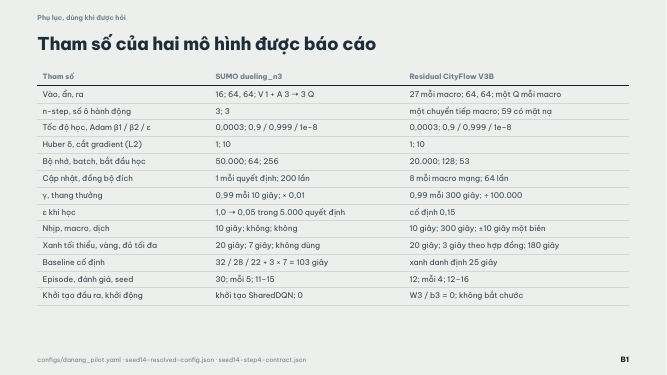 Phụ lục, dùng khi được hỏi
Tham số của hai mô hình được báo cáo
Tham số SUMO dueling_n3 Residual CityFlow V3B
Vào, ẩn, ra 16; 64, 64; V 1 + A 3 → 3 Q 27 mỗi macro; 64, 64; một Q mỗi macro
n-step, số ô hành động 3; 3 một chuyển tiếp macro; 59 có mặt nạ
Tốc độ học, Adam β1 / β2 / ε 0,0003; 0,9 / 0,999 / 1e-8 0,0003; 0,9 / 0,999 / 1e-8
Huber δ, cắt gradient (L2) 1; 10 1; 10
Bộ nhớ, batch, bắt đầu học 50.000; 64; 256 20.000; 128; 53
Cập nhật, đồng bộ đích 1 mỗi quyết định; 200 lần 8 mỗi macro mạng; 64 lần
γ, thang thưởng 0,99 mỗi 10 giây; × 0,01 0,99 mỗi 300 giây; ÷ 100.000
ε khi học 1,0 → 0,05 trong 5.000 quyết định cố định 0,15
Nhịp, macro, dịch 10 giây; không; không 10 giây; 300 giây; ±10 giây một biên
Xanh tối thiểu, vàng, đỏ tối đa 20 giây; 7 giây; không dùng 20 giây; 3 giây theo hợp đồng; 180 giây
Baseline cố định 32 / 28 / 22 + 3 × 7 = 103 giây xanh danh định 25 giây
Episode, đánh giá, seed 30; mỗi 5; 11–15 12; mỗi 4; 12–16
Khởi tạo đầu ra, khởi động khởi tạo SharedDQN; 0 W3 / b3 = 0; không bắt chước
configs/danang_pilot.yaml · seed14-resolved-config.json · seed14-step4-contract.json
B1